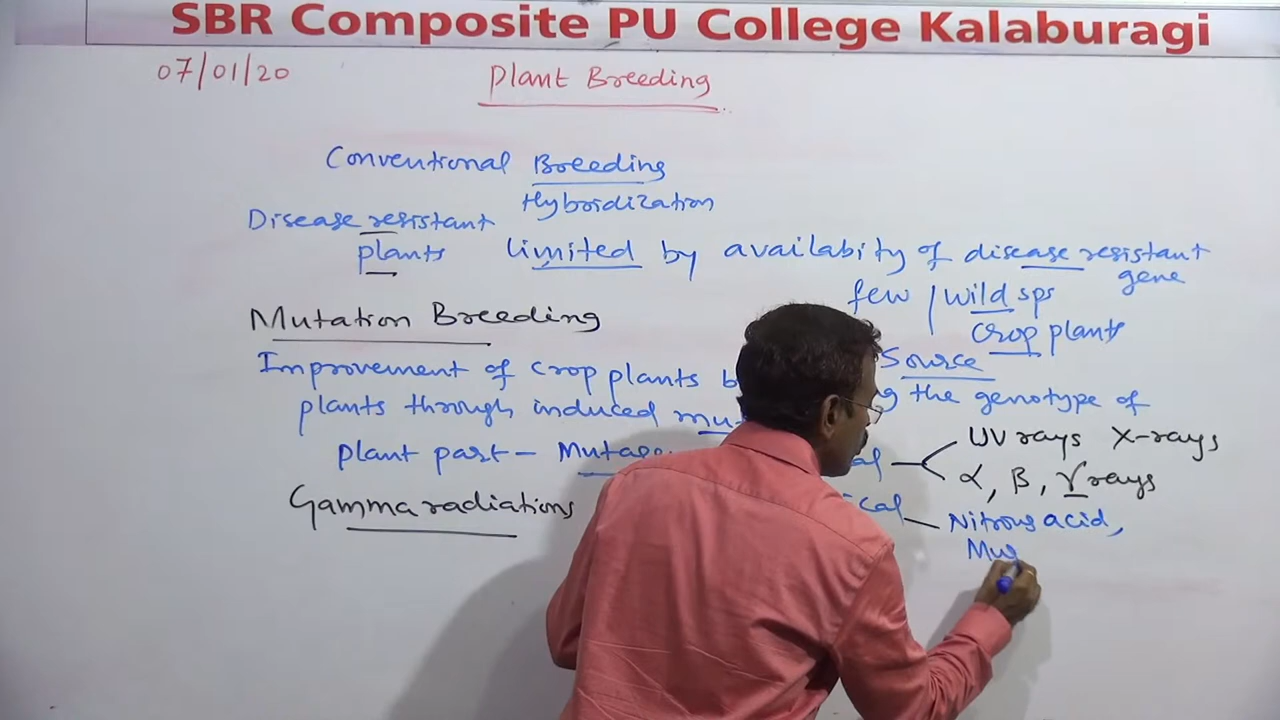 SBR Composite PU College Kalaburagi
07/01/20
Plant Breeding
Conventional Breeding
Hybridization
Disease resistant
plants limited by availabity of disease resistant
gene
few | wild sps
crop plants
Mutation Breeding
Source
Improvement of crop plants
the genotype of
plants through induced
UV rays X-rays
plant part -
α, β, γ rays
Gamma radiations
Nitrous acid,